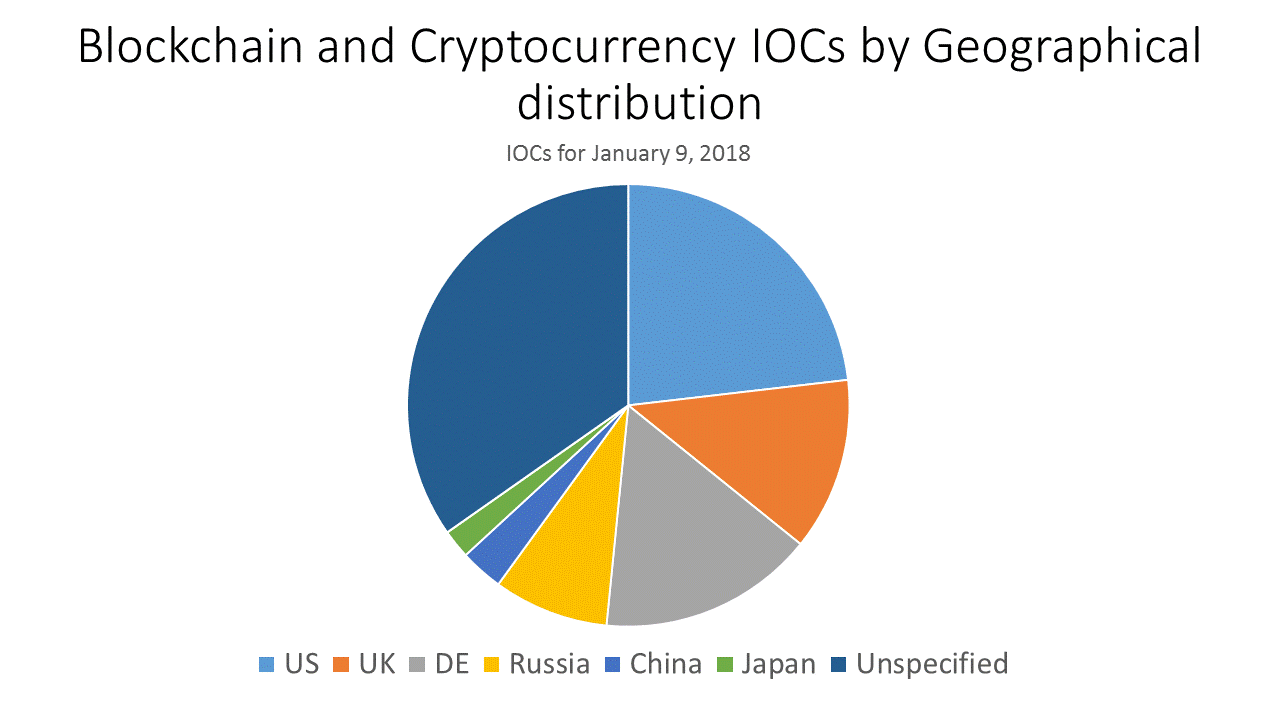 Blockchain and Cryptocurrency IOCs by Geographical
distribution
IOCs for January 9, 2018
US UK DE Russia China Japan Unspecified